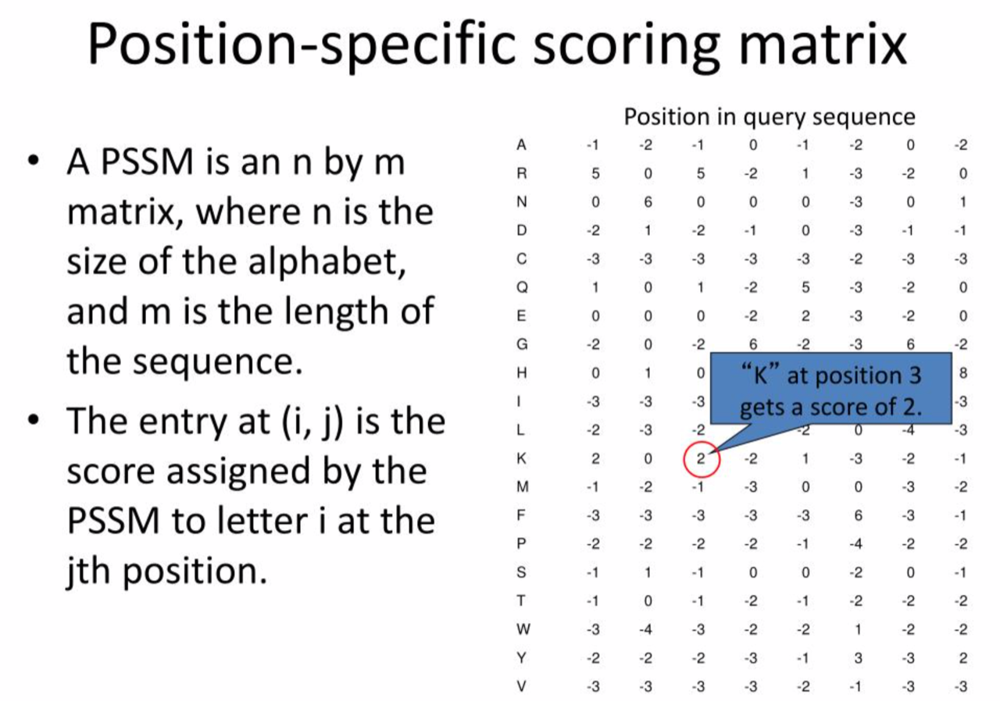 Position-specific scoring matrix
• A PSSM is an n by m
matrix, where n is the
size of the alphabet,
and m is the length of
the sequence.
• The entry at (i, j) is the
score assigned by the
PSSM to letter i at the
jth position.
Position in query sequence
A -1 -2 -1 0 -1 -2 0 -2
R 5 0 5 -2 1 -3 -2 0
N 0 6 0 0 0 -3 0 1
D -2 1 -2 -1 0 -3 -1 -1
C -3 -3 -3 -3 -3 -2 -3 -3
Q 1 0 1 -2 5 -3 -2 0
E 0 0 0 -2 2 -3 -2 0
G -2 0 -2 6 -2 -3 6 -2
H 0 1 0 8
I -3 -3 -3 -3
“K” at position 3
gets a score of 2.
L -2 -3 -2 -2 0 -4 -3
K 2 0 2 -2 1 -3 -2 -1
M -1 -2 -1 -3 0 0 -3 -2
F -3 -3 -3 -3 -3 6 -3 -1
P -2 -2 -2 -2 -1 -4 -2 -2
S -1 1 -1 0 0 -2 0 -1
T -1 0 -1 -2 -1 -2 -2 -2
W -3 -4 -3 -2 -2 1 -2 -2
Y -2 -2 -2 -3 -1 3 -3 2
V -3 -3 -3 -3 -2 -1 -3 -3